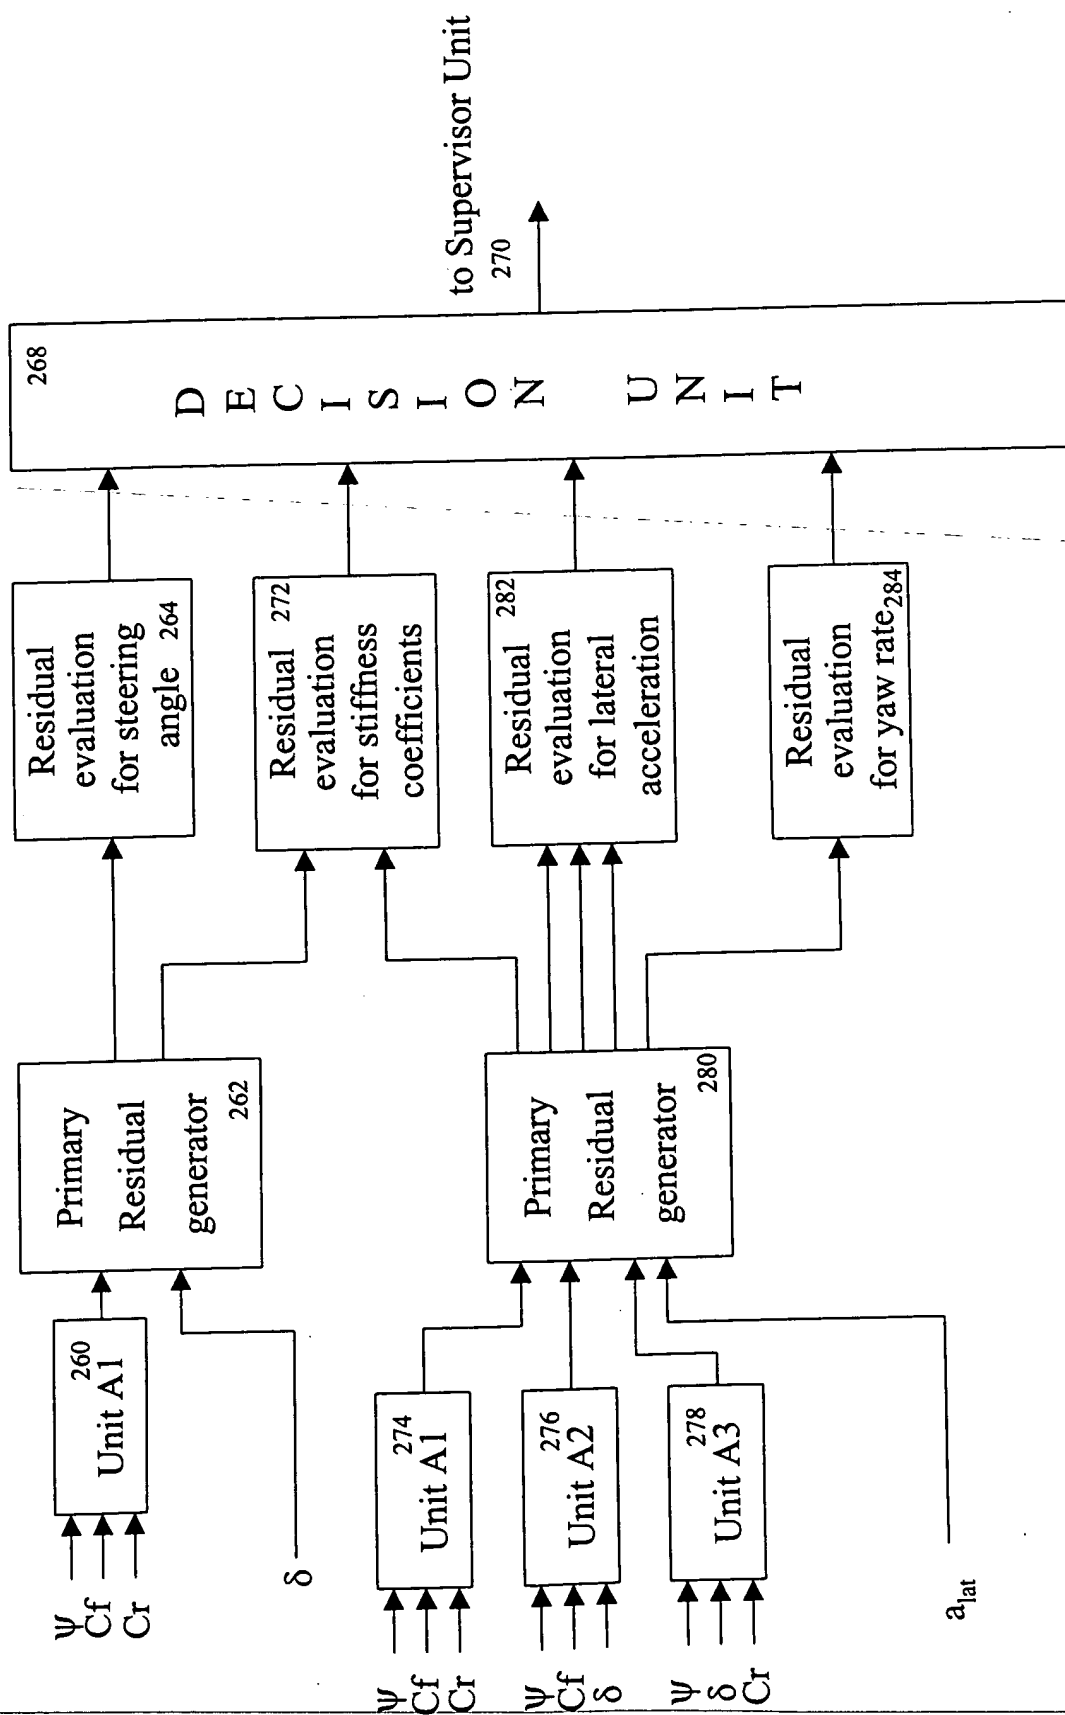 ψ
Cf
Cr
Unit A1
260
δ
Primary
Residual
generator
262
Residual
evaluation
for steering
angle 264
ψ
Cf
Cr
Unit A1
274
ψ
Cf
δ
Unit A2
276
ψ
δ
Cr
Unit A3
278
a_lat
Primary
Residual
generator
280
Residual 272
evaluation
for stiffness
coefficients
Residual 282
evaluation
for lateral
acceleration
Residual
evaluation
for yaw rate 284
268
DECISION UNIT
to Supervisor Unit
270